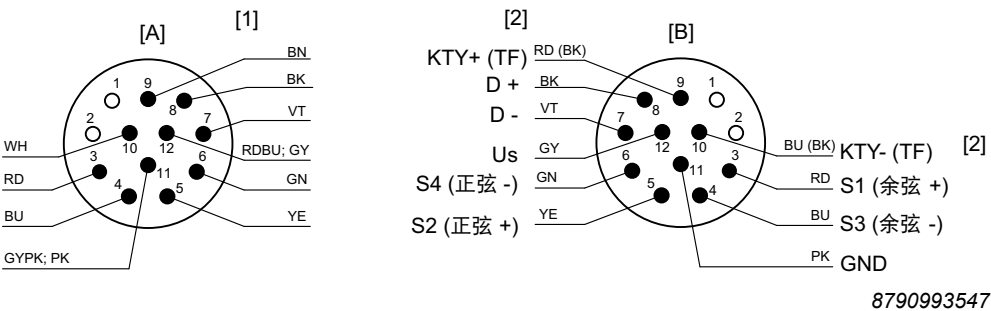 [A] [1]
BN
BK
VT
RDBU; GY
GN
YE
WH
RD
BU
GYPK; PK
1
9
8
2
7
10
12
3
6
11
4
5
[2] [B]
KTY+ (TF) RD (BK)
D + BK
D - VT
Us GY
S4 (正弦 -) GN
S2 (正弦 +) YE
9
1
8
2
7
12
10
6
11
3
5
4
BU (BK) KTY- (TF) [2]
RD S1 (余弦 +)
BU S3 (余弦 -)
PK GND
8790993547